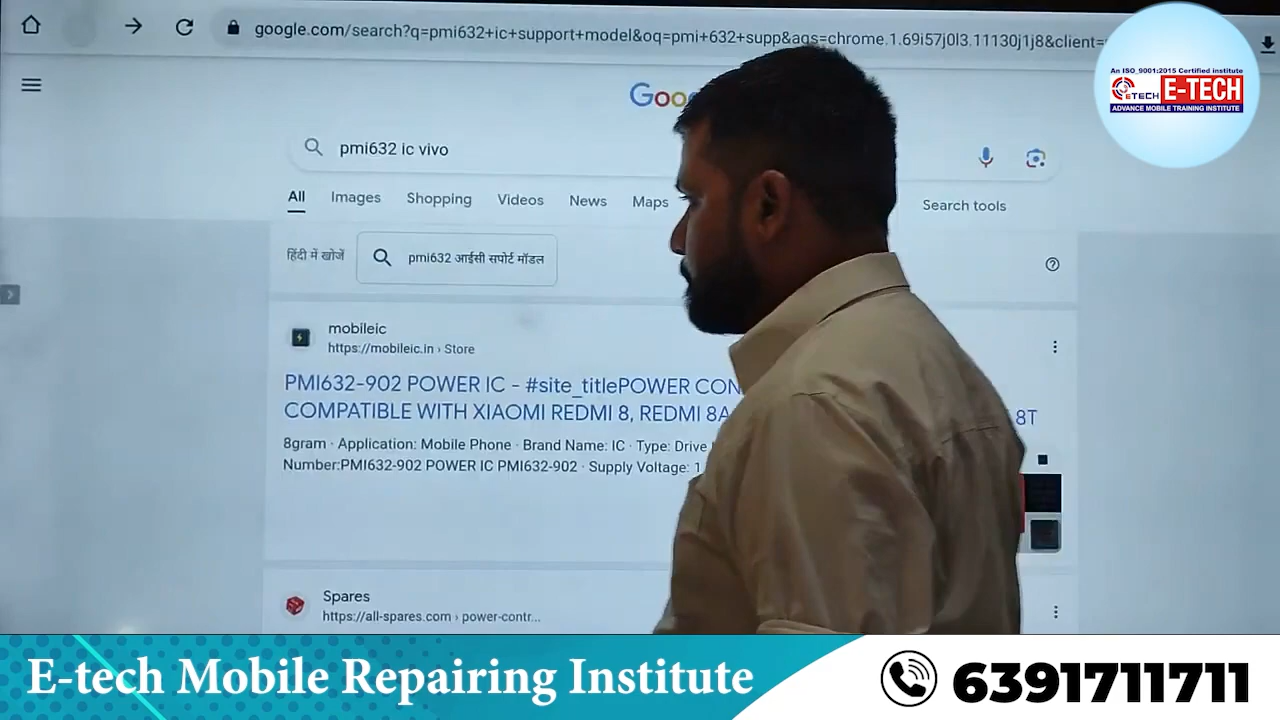 google.com/search?q=pmi632+ic+support+model&oq=pmi+632+supp&aqs=chrome.1.69i57j0l3.11130j1j8&client=
An ISO 9001:2015 Certified institute
ETECH E-TECH
ADVANCE MOBILE TRAINING INSTITUTE
Goo
pmi632 ic vivo
All Images Shopping Videos News Maps Search tools
हिंदी में खोजें pmi632 आईसी सपोर्ट मॉडल
mobileic
https://mobileic.in › Store
PMI632-902 POWER IC - #site_titlePOWER CON
COMPATIBLE WITH XIAOMI REDMI 8, REDMI 8A 8T
8gram · Application: Mobile Phone · Brand Name: IC · Type: Drive
Number:PMI632-902 POWER IC PMI632-902 · Supply Voltage: 1
Spares
https://all-spares.com › power-contr...
E-tech Mobile Repairing Institute
6391711711